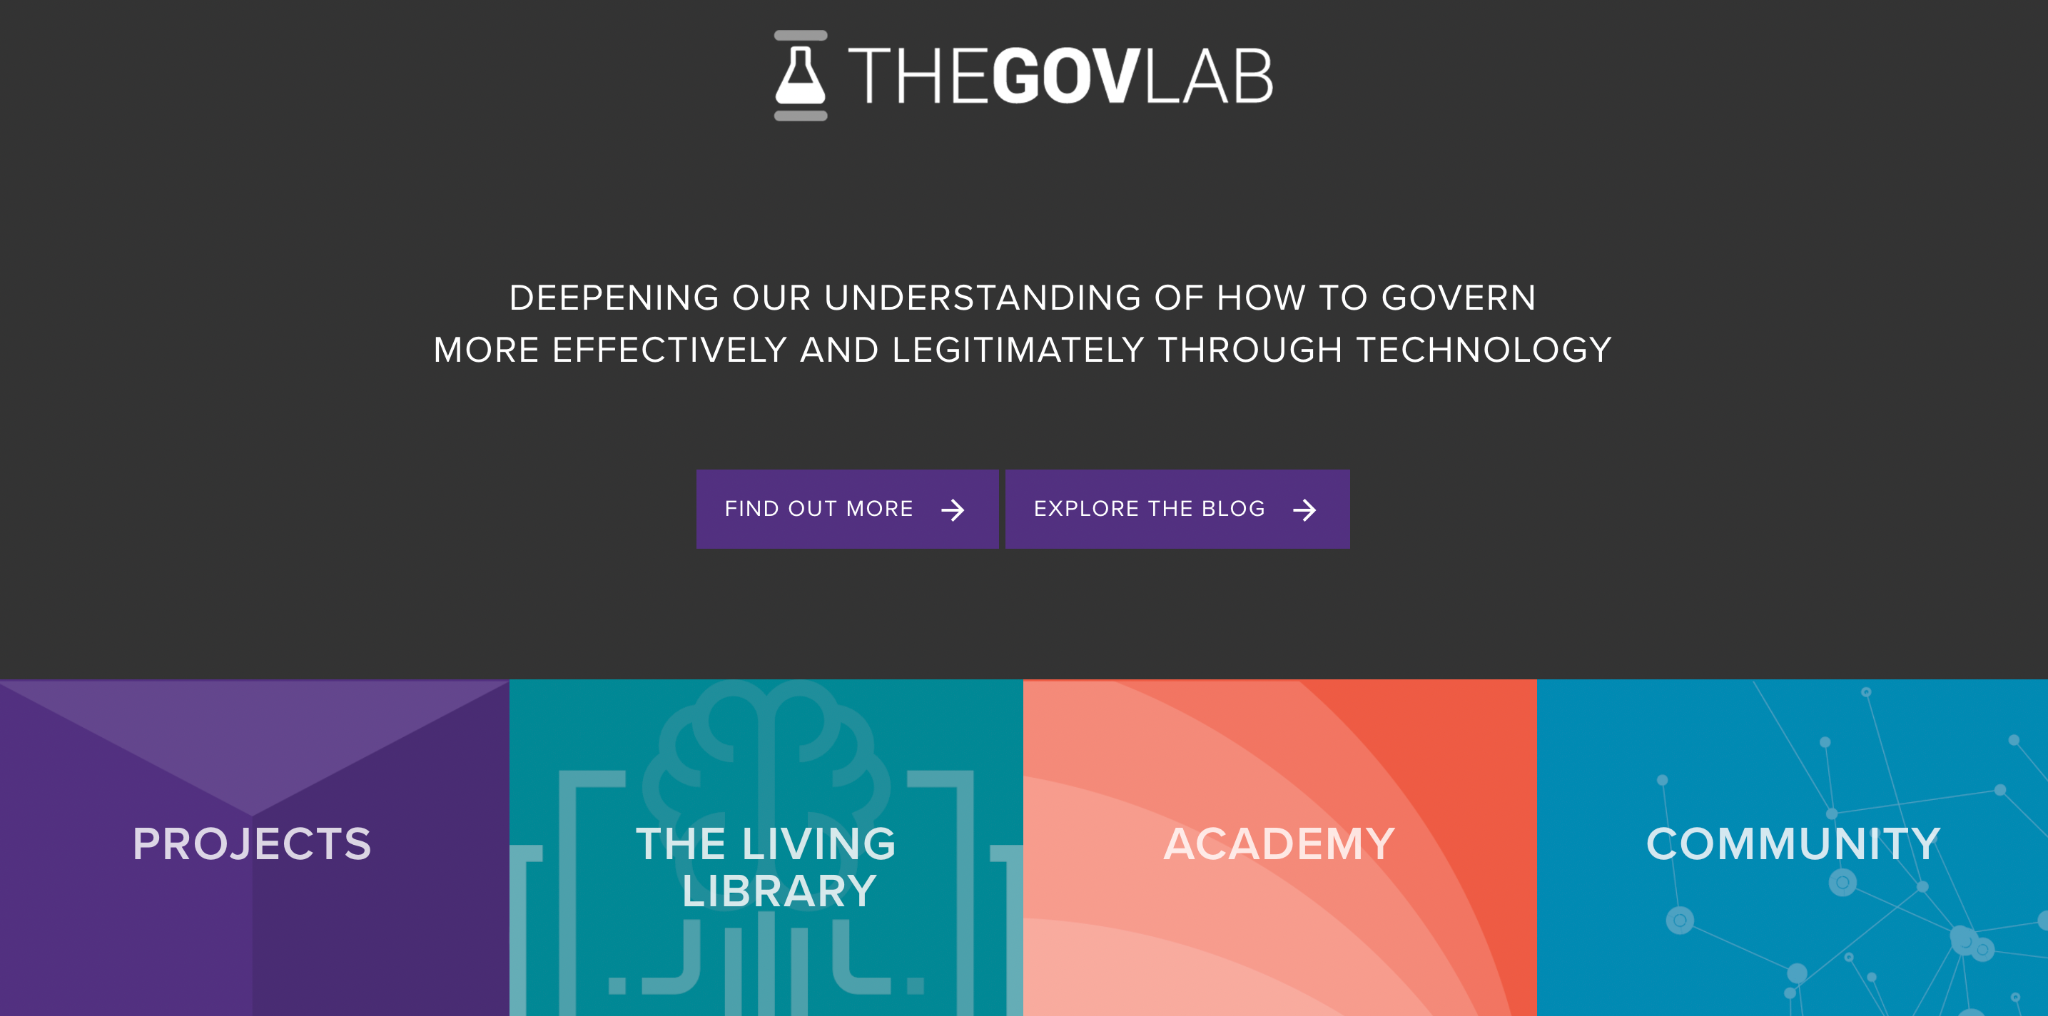 THEGOVLAB
DEEPENING OUR UNDERSTANDING OF HOW TO GOVERN
MORE EFFECTIVELY AND LEGITIMATELY THROUGH TECHNOLOGY
FIND OUT MORE
EXPLORE THE BLOG
PROJECTS
THE LIVING
LIBRARY
ACADEMY
COMMUNITY